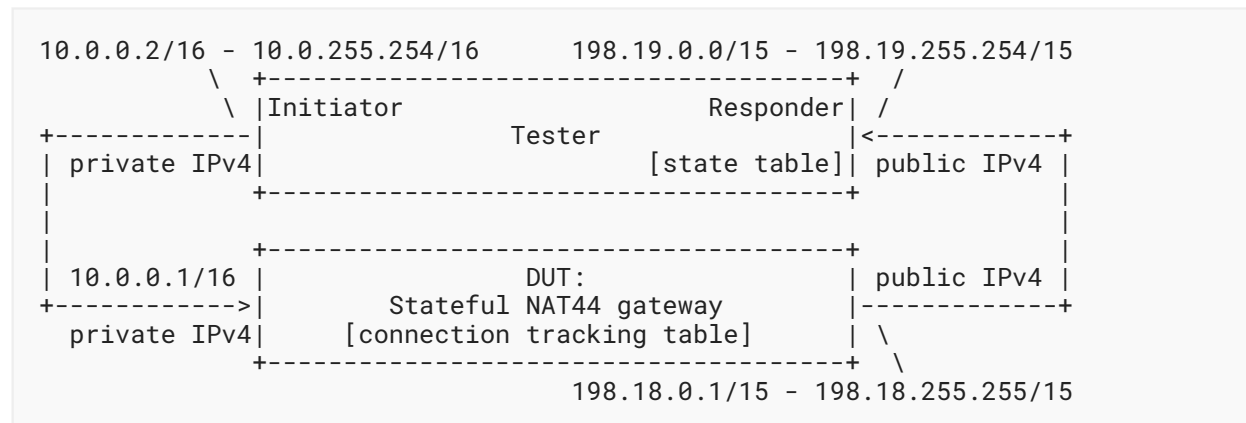 10.0.0.2/16 - 10.0.255.254/16      198.19.0.0/15 - 198.19.255.254/15
           \  +--------------------------------------+  /
            \ |Initiator                    Responder| /
+-------------|                Tester                |<------------+
| private IPv4|                         [state table]| public IPv4 |
|             +--------------------------------------+             |
|                                                                  |
|             +--------------------------------------+             |
| 10.0.0.1/16 |                 DUT:                 | public IPv4 |
+------------>|        Stateful NAT44 gateway        |-------------+
  private IPv4|     [connection tracking table]      | \
              +--------------------------------------+  \
                                   198.18.0.1/15 - 198.18.255.255/15